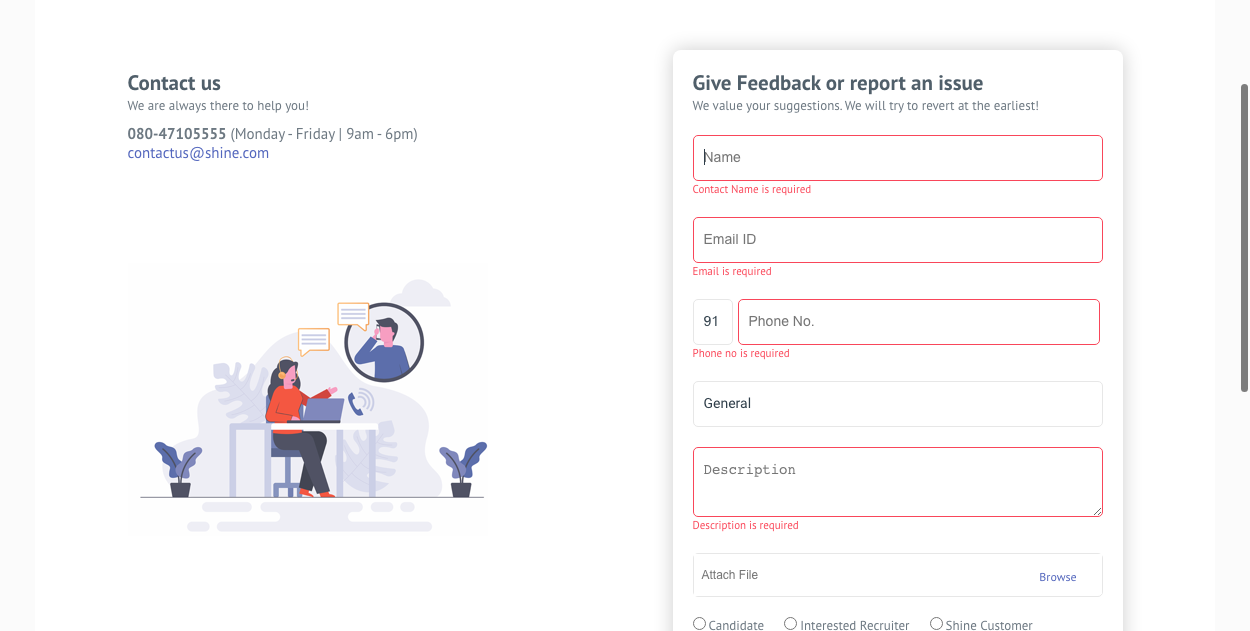 Contact us
We are always there to help you!
080-47105555 (Monday - Friday | 9am - 6pm)
contactus@shine.com
Give Feedback or report an issue
We value your suggestions. We will try to revert at the earliest!
Name
Contact Name is required
Email ID
Email is required
91 Phone No.
Phone no is required
General
Description
Description is required
Attach File Browse
Candidate Interested Recruiter Shine Customer